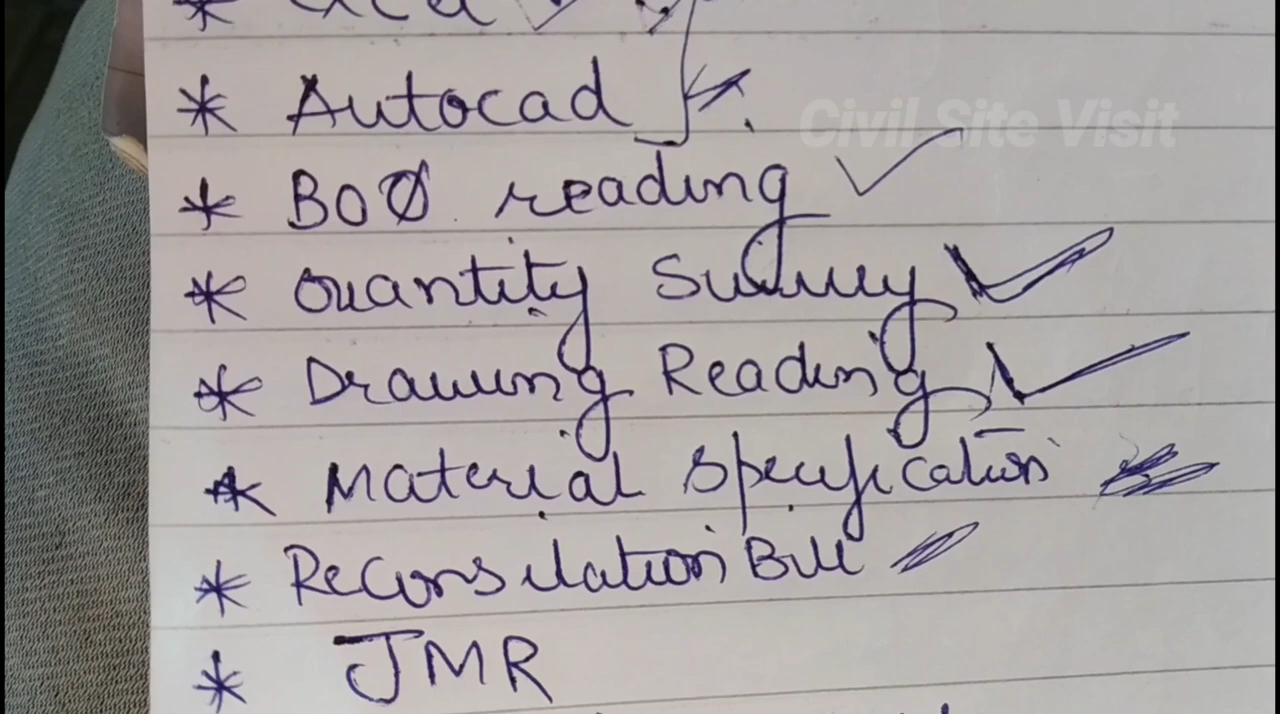 * Autocad
Civil Site Visit
* BOQ reading
* Quantity Survey
* Drawing Reading
* Material Specification
* Reconsilation Bill
* JMR